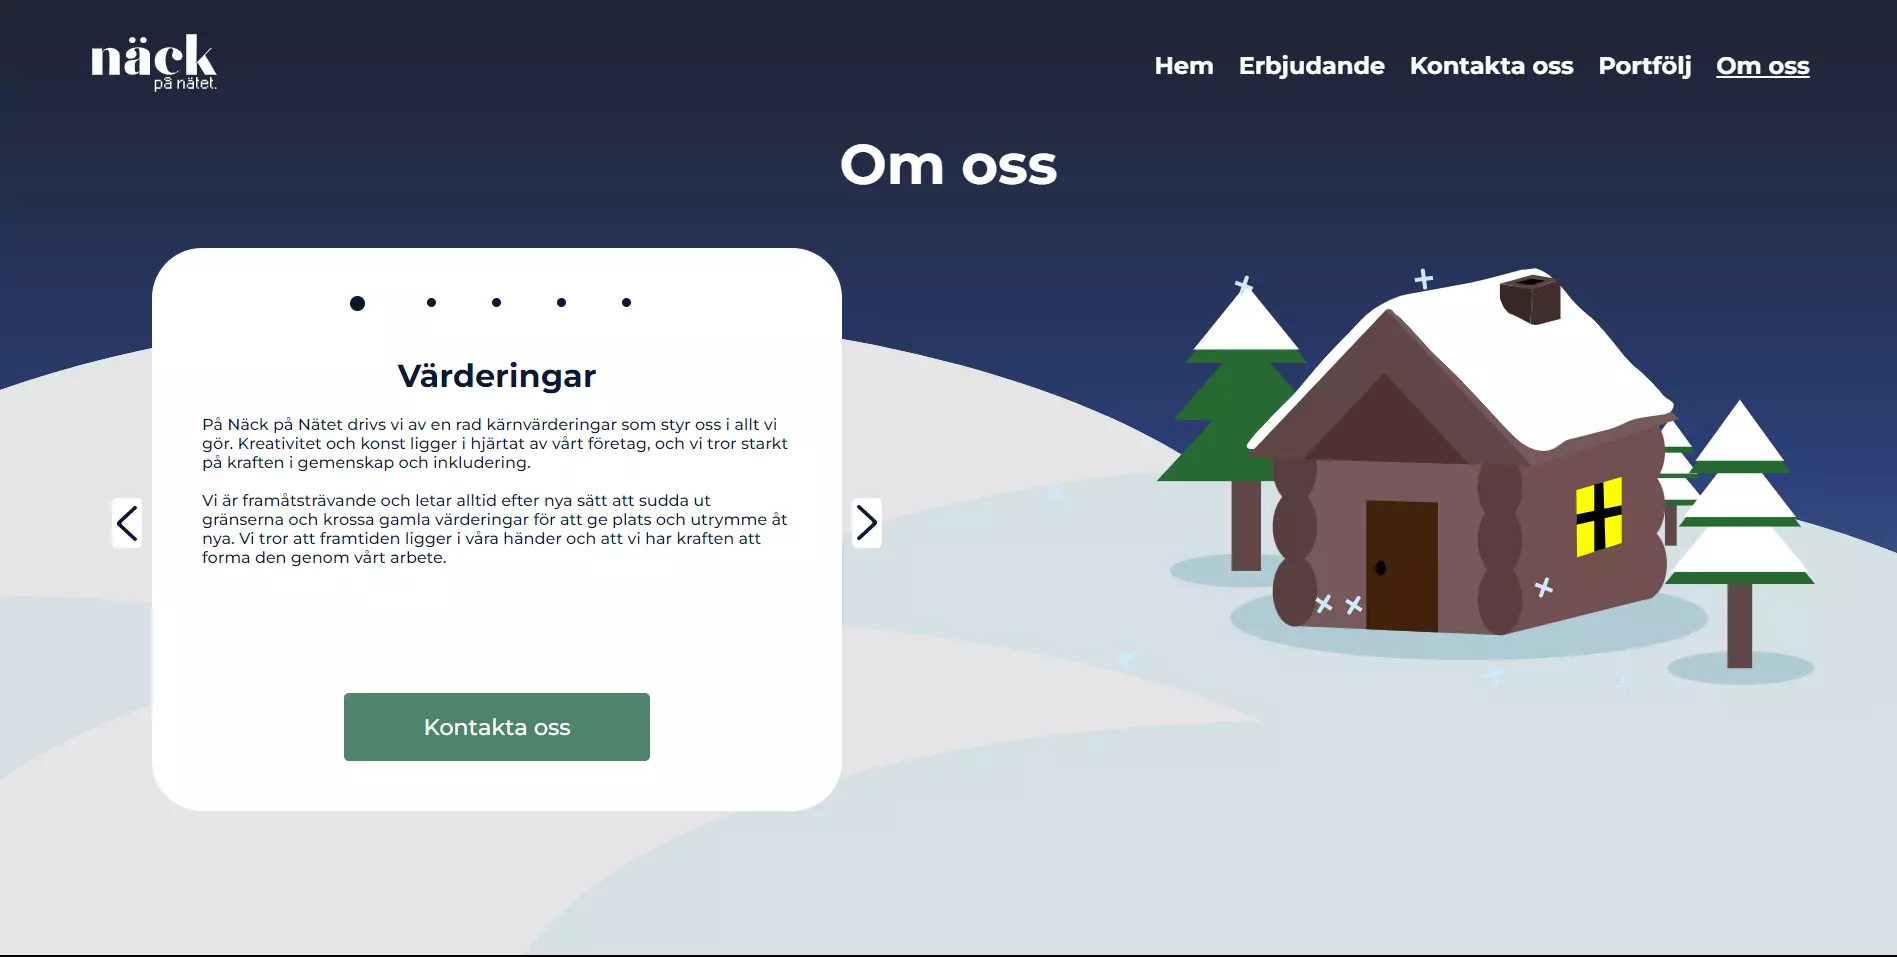 näck
på nätet.
Hem Erbjudande Kontakta oss Portfölj Om oss
Om oss
Värderingar
På Näck på Nätet drivs vi av en rad kärnvärderingar som styr oss i allt vi
gör. Kreativitet och konst ligger i hjärtat av vårt företag, och vi tror starkt
på kraften i gemenskap och inkludering.
Vi är framåtsträvande och letar alltid efter nya sätt att sudda ut
gränserna och krossa gamla värderingar för att ge plats och utrymme åt
nya. Vi tror att framtiden ligger i våra händer och att vi har kraften att
forma den genom vårt arbete.
Kontakta oss